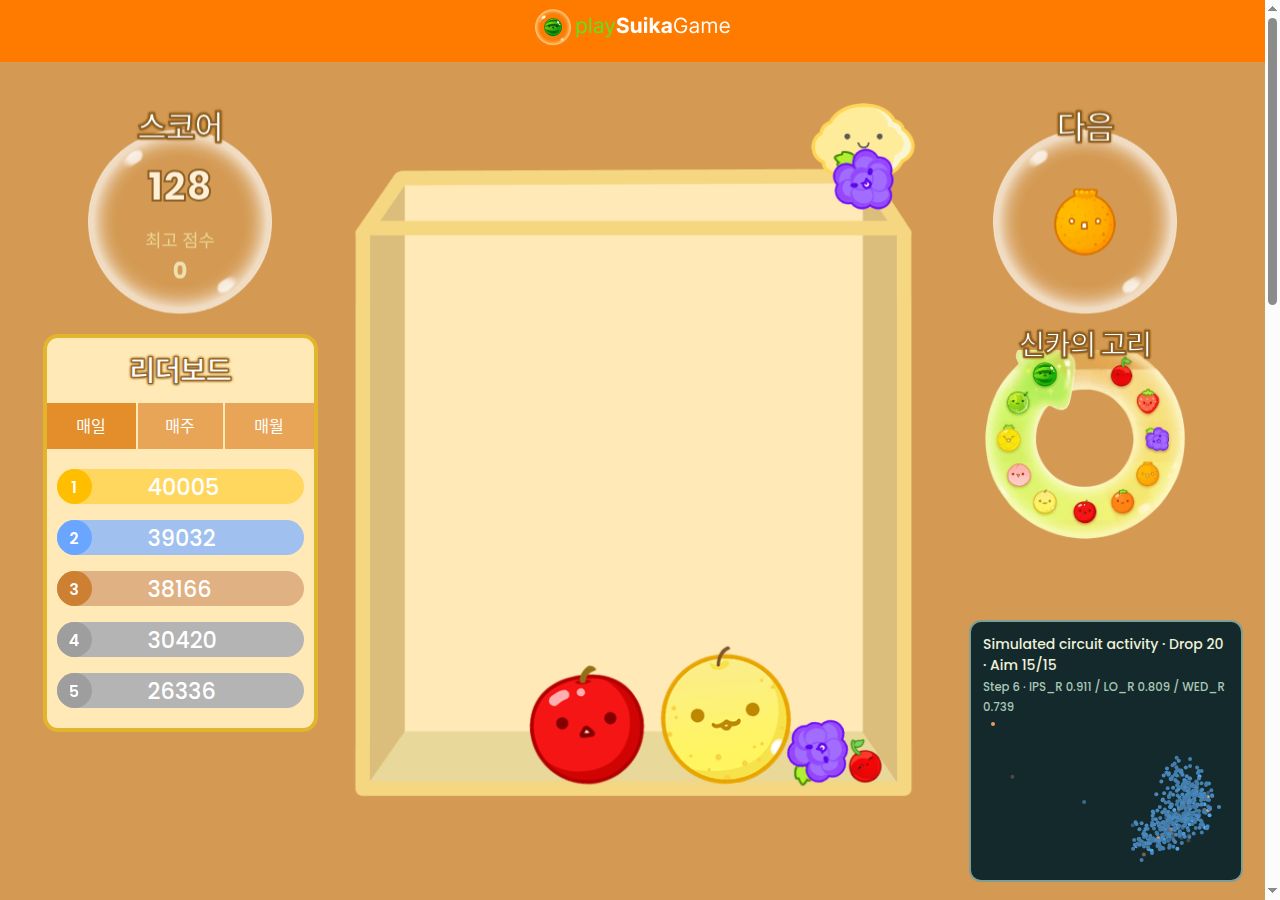 playSuikaGame
스코어
128
최고 점수
0
리더보드
매일 매주 매월
1 40005
2 39032
3 38166
4 30420
5 26336
다음
신카의 고리
Simulated circuit activity · Drop 20
· Aim 15/15
Step 6 · IPS_R 0.911 / LO_R 0.809 / WED_R
0.739